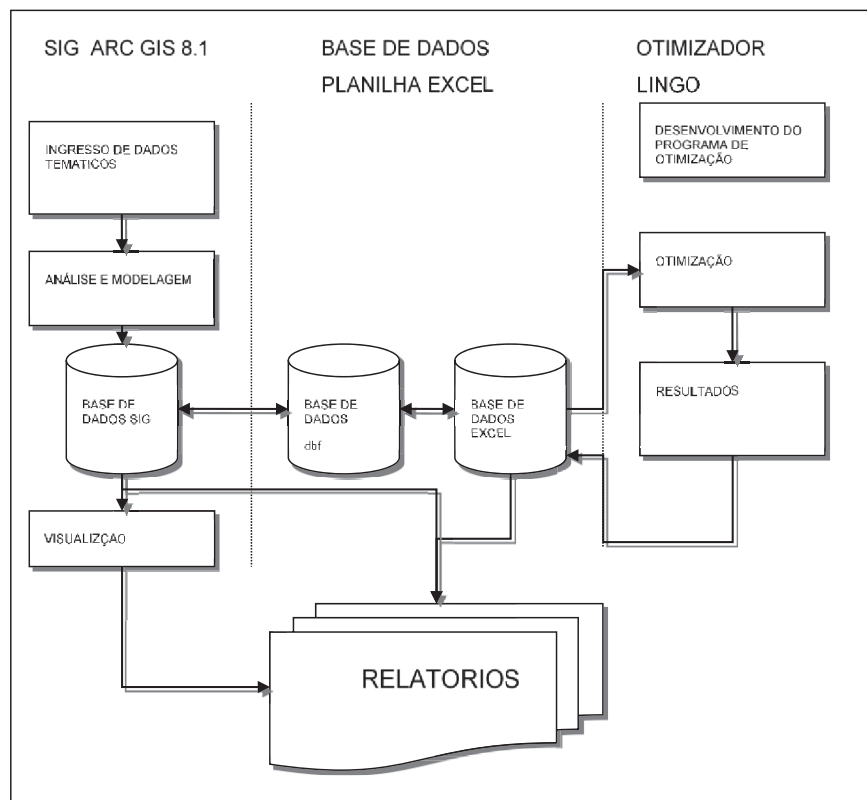 SIG ARC GIS 8.1
BASE DE DADOS
PLANILHA EXCEL
OTIMIZADOR
LINGO
INGRESSO DE DADOS
TEMATICOS
DESENVOLVIMENTO DO
PROGRAMA DE
OTIMIZAÇÃO
ANÁLISE E MODELAGEM
OTIMIZAÇÃO
BASE DE
DADOS SIG
BASE DE
DADOS
dbf
BASE DE
DADOS
EXCEL
RESULTADOS
VISUALIZÇAO
RELATORIOS